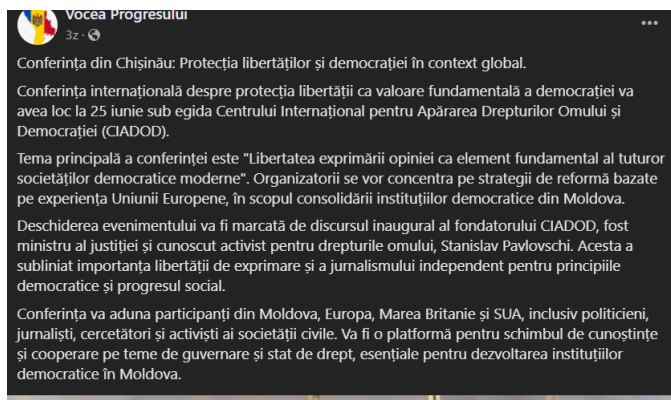 Vocea Progresului
3z ·
Conferința din Chișinău: Protecția libertăților și democrației în context global.
Conferința internațională despre protecția libertății ca valoare fundamentală a democrației va
avea loc la 25 iunie sub egida Centrului Internațional pentru Apărarea Drepturilor Omului și
Democrației (CIADOD).
Tema principală a conferinței este "Libertatea exprimării opiniei ca element fundamental al tuturor
societăților democratice moderne". Organizatorii se vor concentra pe strategii de reformă bazate
pe experiența Uniunii Europene, în scopul consolidării instituțiilor democratice din Moldova.
Deschiderea evenimentului va fi marcată de discursul inaugural al fondatorului CIADOD, fost
ministru al justiției și cunoscut activist pentru drepturile omului, Stanislav Pavlovschi. Acesta a
subliniat importanța libertății de exprimare și a jurnalismului independent pentru principiile
democratice și progresul social.
Conferința va aduna participanți din Moldova, Europa, Marea Britanie și SUA, inclusiv politicieni,
jurnaliști, cercetători și activiști ai societății civile. Va fi o platformă pentru schimbul de cunoștințe
și cooperare pe teme de guvernare și stat de drept, esențiale pentru dezvoltarea instituțiilor
democratice în Moldova.